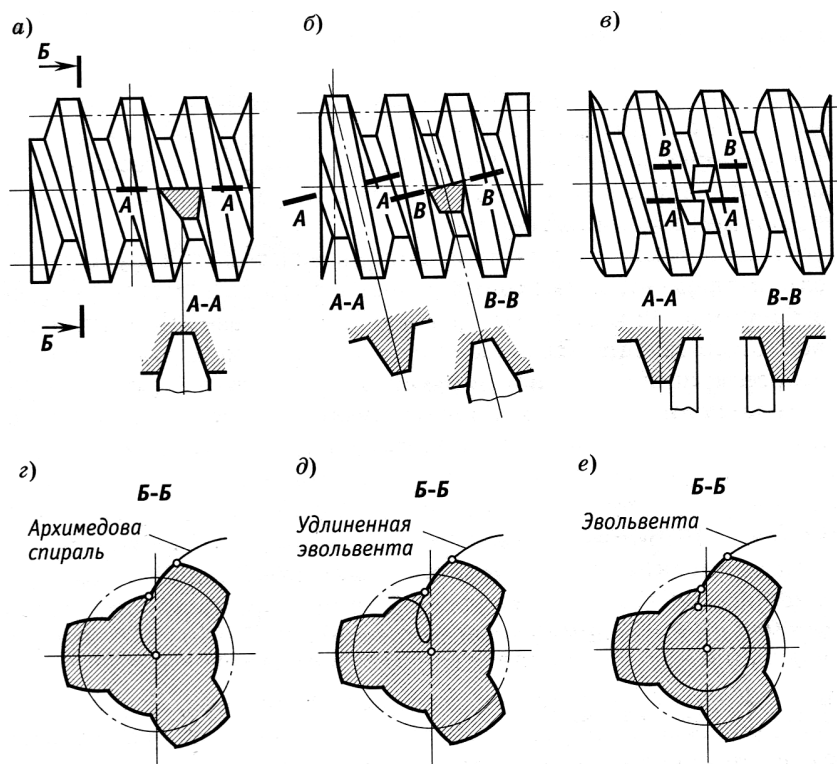 а) б) в)
Б
В В
А А А В В А А
А
А-А А-А В-В А-А В-В
Б
г) д) е)
Б-Б Б-Б Б-Б
Архимедова
спираль
Удлиненная
эвольвента
Эвольвента